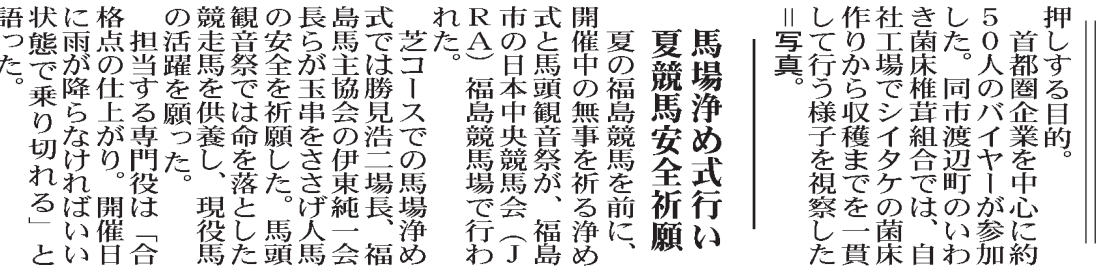 押しする目的。
　首都圏企業を中心に約
５０人のバイヤーが参加
した。同市渡辺町のいわ
き菌床椎茸組合では、自
社工場でシイタケの菌床
作りから収穫までを一貫
して行う様子を視察した
＝写真。
馬場浄め式行い
夏競馬安全祈願
　夏の福島競馬を前に、
開催中の無事を祈る浄め
式と馬頭観音祭が、福島
市の日本中央競馬会（Ｊ
ＲＡ）福島競馬場で行わ
れた。
　芝コースでの馬場浄め
式では勝見浩二場長、福
島馬主協会の伊東純一会
長らが玉串をささげ人馬
の安全を祈願した。馬頭
観音祭では命を落とした
競走馬を供養し、現役馬
の活躍を願った。
　担当する専門役は「合
格点の仕上がり。開催日
に雨が降らなければいい
状態で乗り切れる」と
語った。